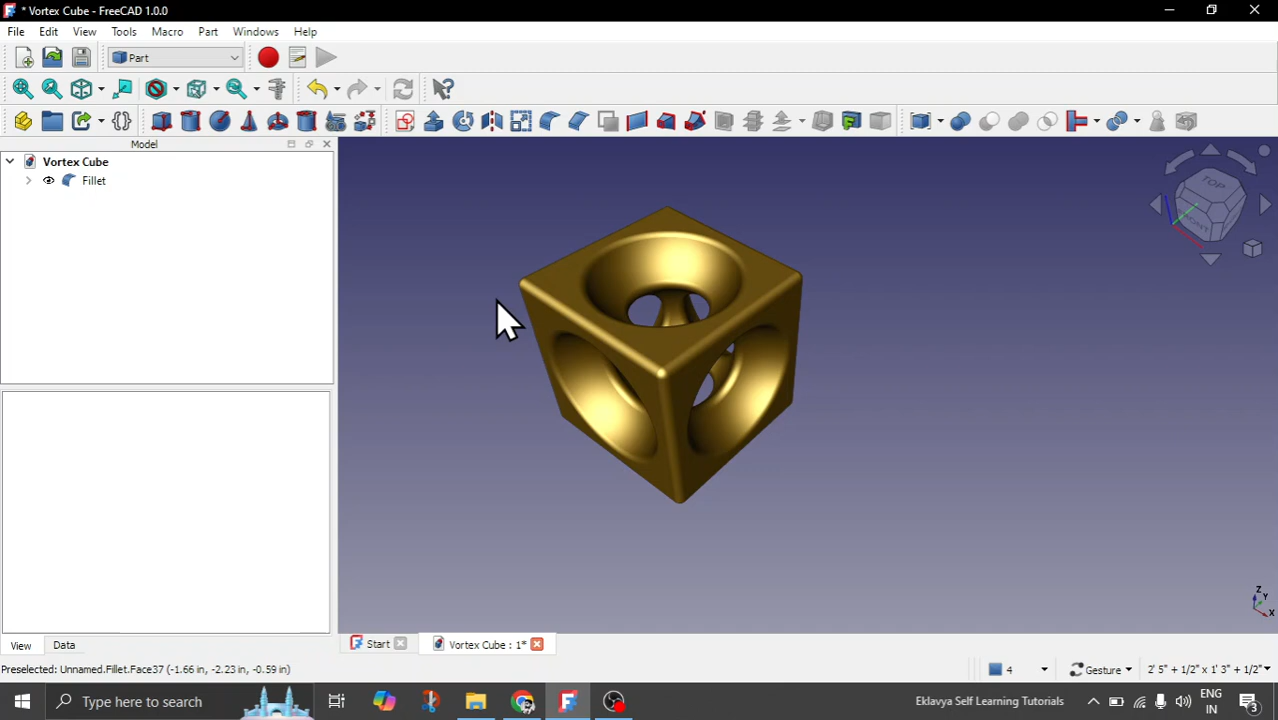 * Vortex Cube - FreeCAD 1.0.0
File Edit View Tools Macro Part Windows Help
Part
Model
Vortex Cube
Fillet
TOP
FRONT
Z
Y
X
View Data
Start Vortex Cube : 1*
Preselected: Unnamed.Fillet.Face37 (-1.66 in, -2.23 in, -0.59 in)
4 Gesture 2' 5" + 1/2"x 1' 3" + 1/2"
Type here to search
Eklavya Self Learning Tutorials
ENG
IN
3